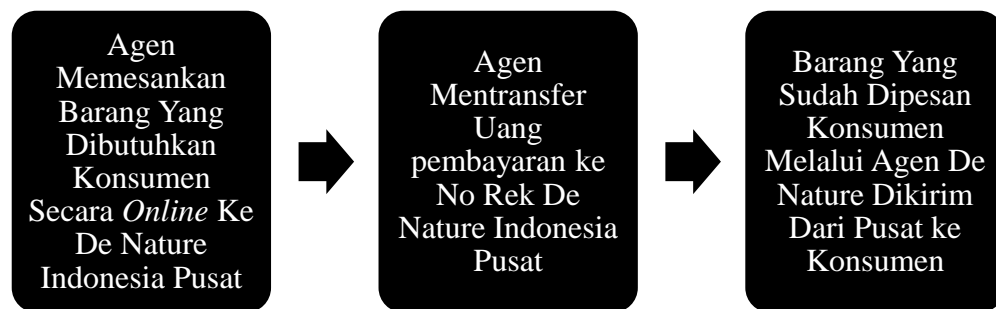 Agen
Memesankan
Barang Yang
Dibutuhkan
Konsumen
Secara Online Ke
De Nature
Indonesia Pusat
Agen
Mentransfer
Uang
pembayaran ke
No Rek De
Nature Indonesia
Pusat
Barang Yang
Sudah Dipesan
Konsumen
Melalui Agen De
Nature Dikirim
Dari Pusat ke
Konsumen